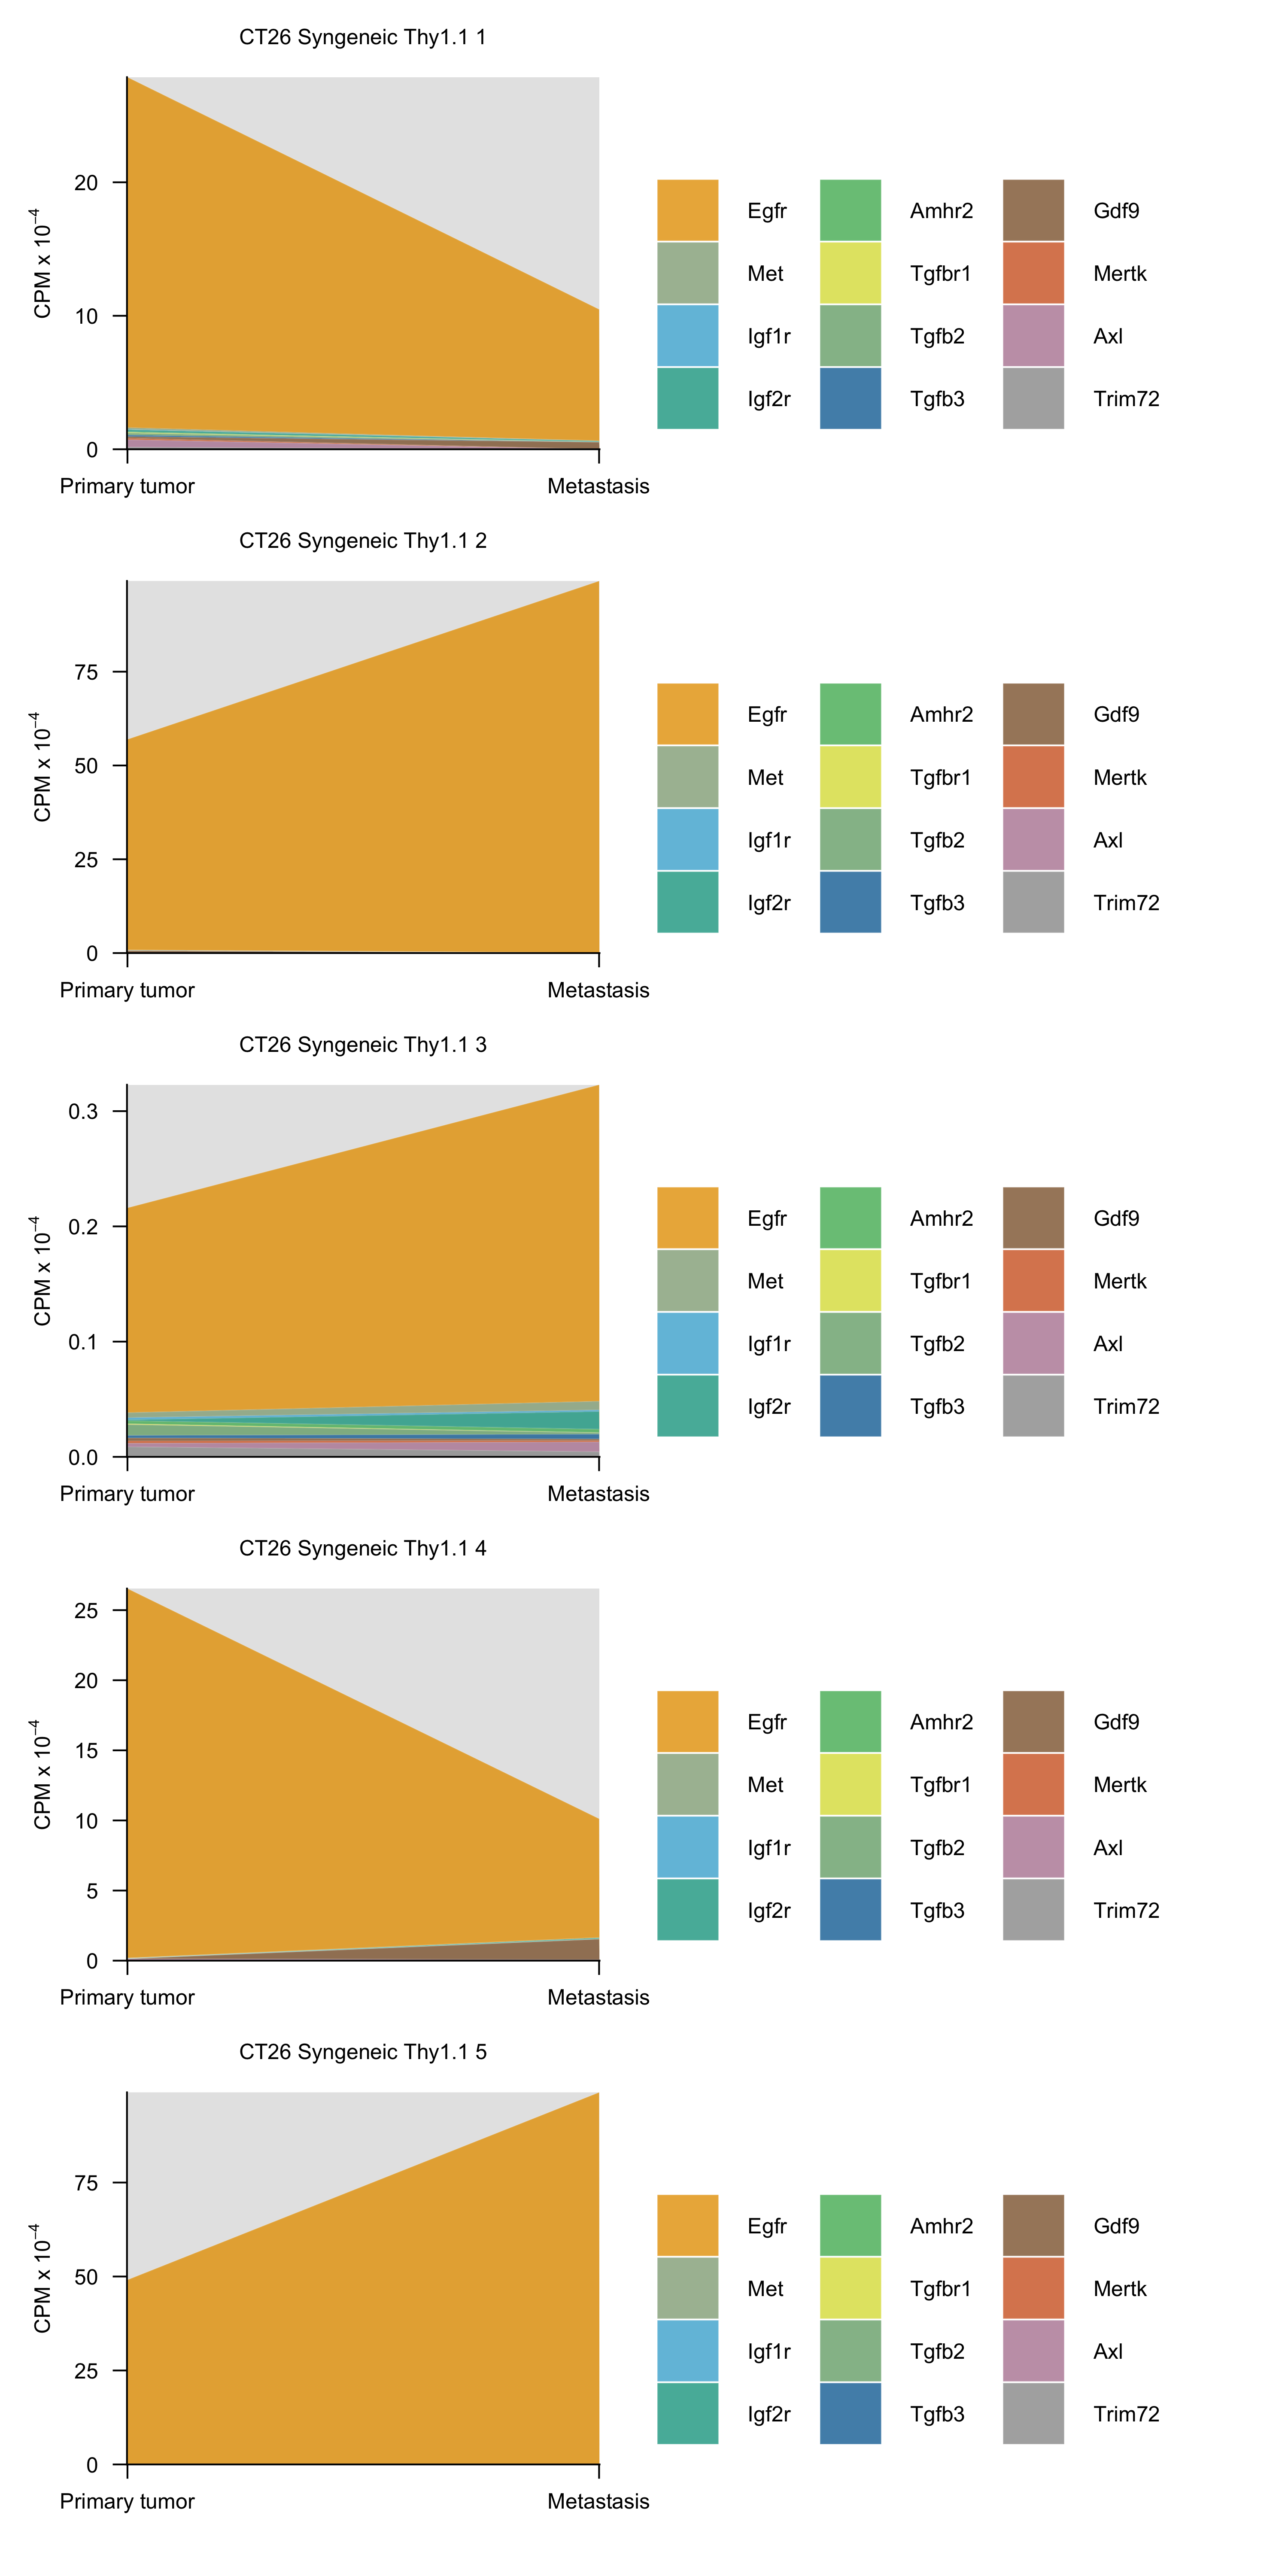 CT26 Syngeneic Thy1.1 1
CPM x 10⁻⁴
20
10
0
Primary tumor Metastasis
Egfr Amhr2 Gdf9
Met Tgfbr1 Mertk
Igf1r Tgfb2 Axl
Igf2r Tgfb3 Trim72
CT26 Syngeneic Thy1.1 2
CPM x 10⁻⁴
75
50
25
0
Primary tumor Metastasis
Egfr Amhr2 Gdf9
Met Tgfbr1 Mertk
Igf1r Tgfb2 Axl
Igf2r Tgfb3 Trim72
CT26 Syngeneic Thy1.1 3
CPM x 10⁻⁴
0.3
0.2
0.1
0.0
Primary tumor Metastasis
Egfr Amhr2 Gdf9
Met Tgfbr1 Mertk
Igf1r Tgfb2 Axl
Igf2r Tgfb3 Trim72
CT26 Syngeneic Thy1.1 4
CPM x 10⁻⁴
25
20
15
10
5
0
Primary tumor Metastasis
Egfr Amhr2 Gdf9
Met Tgfbr1 Mertk
Igf1r Tgfb2 Axl
Igf2r Tgfb3 Trim72
CT26 Syngeneic Thy1.1 5
CPM x 10⁻⁴
75
50
25
0
Primary tumor Metastasis
Egfr Amhr2 Gdf9
Met Tgfbr1 Mertk
Igf1r Tgfb2 Axl
Igf2r Tgfb3 Trim72